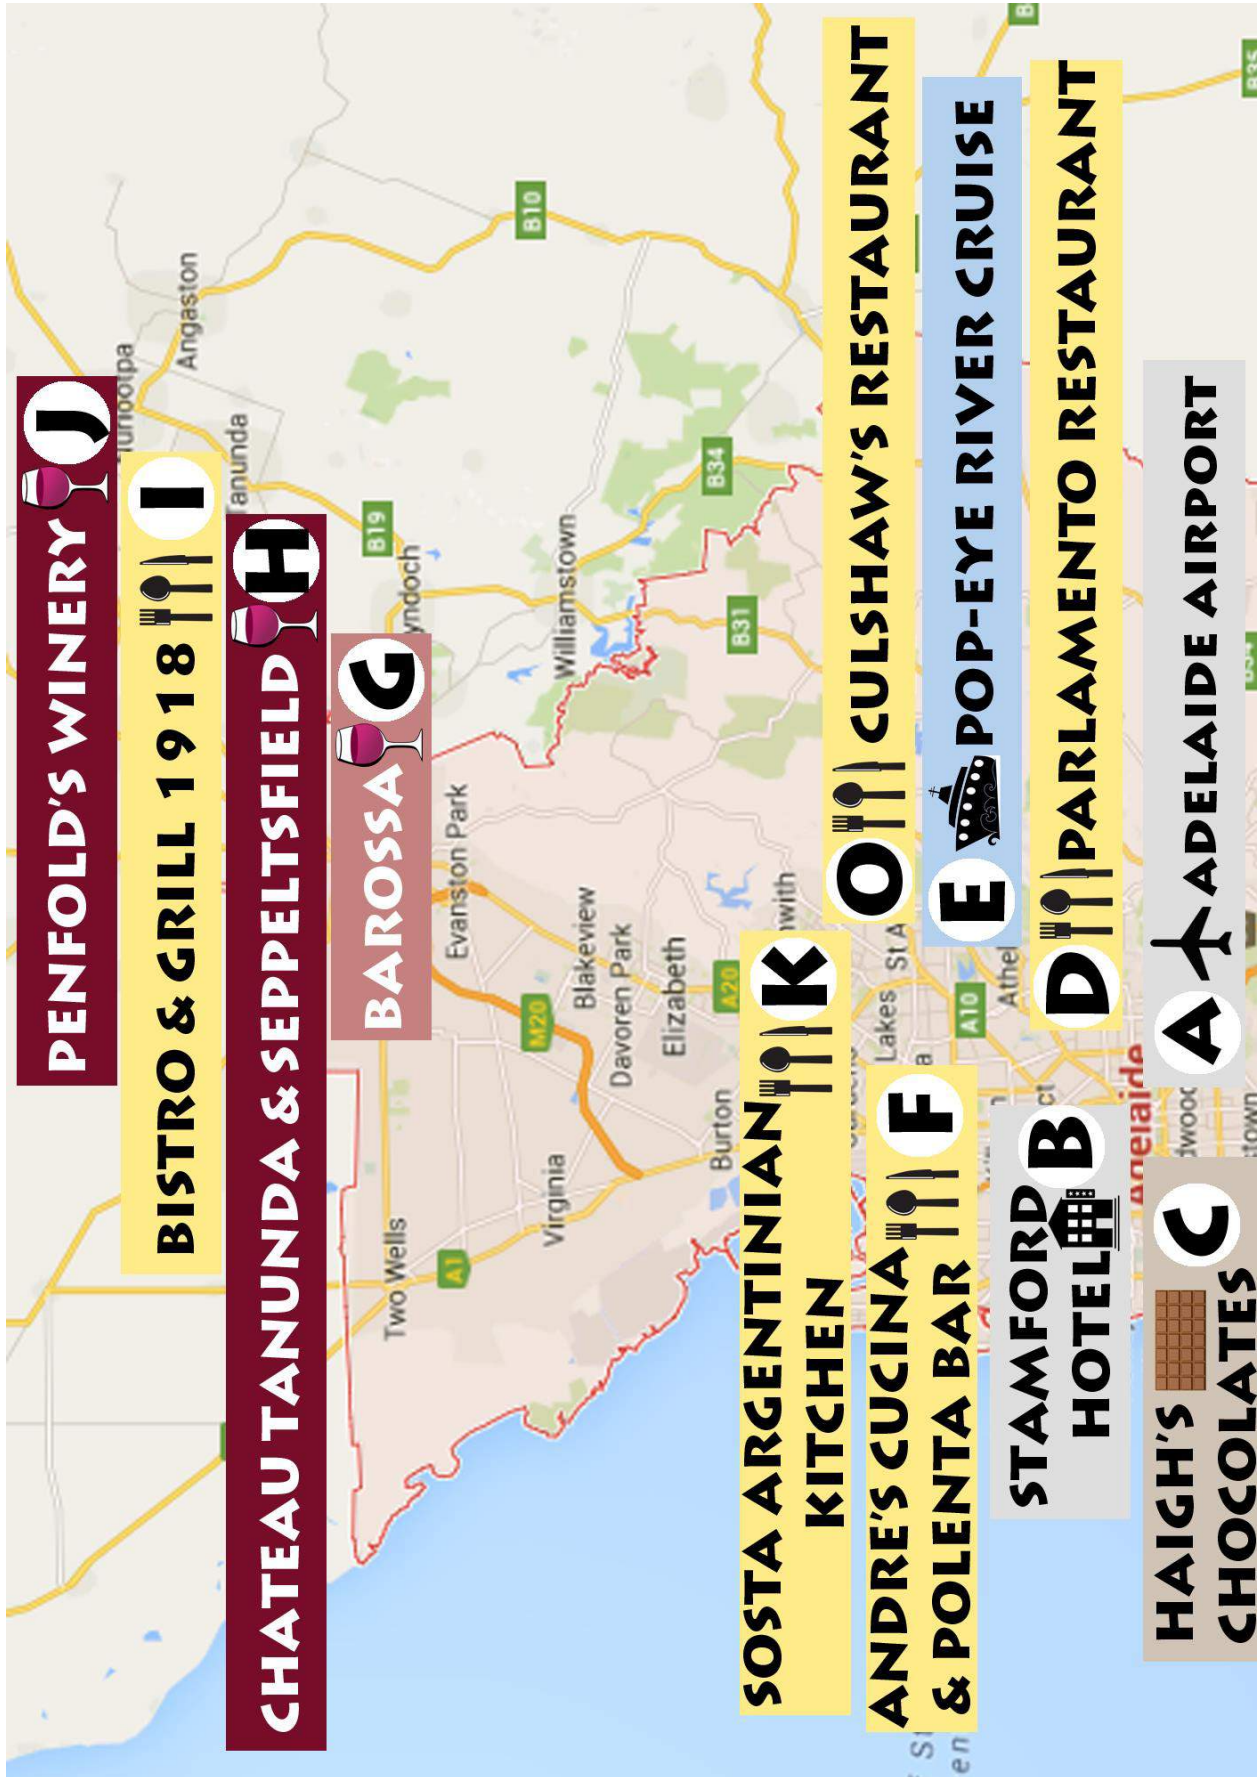 PENFOLD'S WINERY J
Angaston
BISTRO & GRILL 1918 I
Tanunda
CHATEAU TANUNDA & SEPPELTSFIELD H
B10
B19
BAROSSA G
Two Wells
A1
Evanston Park
M20
Williamstown
Virginia
Blakeview
Davoren Park
Elizabeth
B34
Burton
A20
B31
SOSTA ARGENTINIAN
KITCHEN
K
O CULSHAW'S RESTAURANT
ANDRE'S CUCINA
& POLENTA BAR
F
Lakes
E POP-EYE RIVER CRUISE
A10
STAMFORD
HOTEL
B
D PARLAMENTO RESTAURANT
Adelaide
A ADELAIDE AIRPORT
HAIGH'S
CHOCOLATES
C